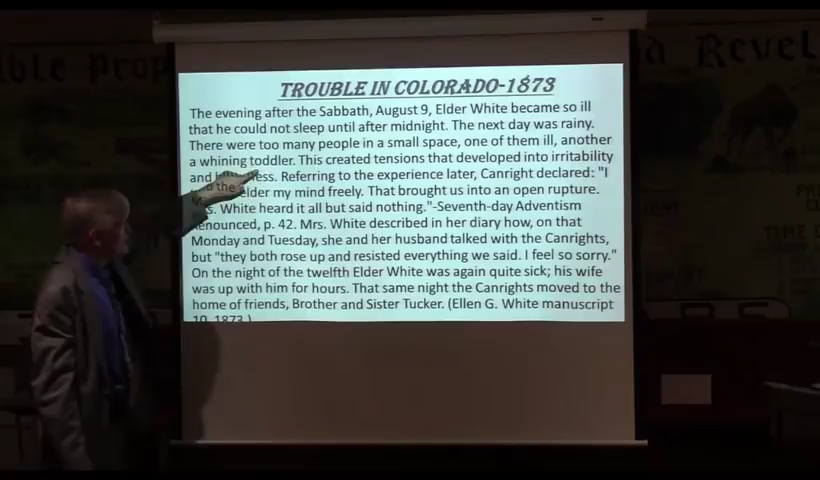 TROUBLE IN COLORADO-1873
The evening after the Sabbath, August 9, Elder White became so ill
that he could not sleep until after midnight. The next day was rainy.
There were too many people in a small space, one of them ill, another
a whining toddler. This created tensions that developed into irritability
and ness. Referring to the experience later, Canright declared: "I
the elder my mind freely. That brought us into an open rupture.
White heard it all but said nothing."-Seventh-day Adventism
Renounced, p. 42. Mrs. White described in her diary how, on that
Monday and Tuesday, she and her husband talked with the Canrights,
but "they both rose up and resisted everything we said. I feel so sorry."
On the night of the twelfth Elder White was again quite sick; his wife
was up with him for hours. That same night the Canrights moved to the
home of friends, Brother and Sister Tucker. (Ellen G. White manuscript
10, 1873.)
ible Prop
d Revel